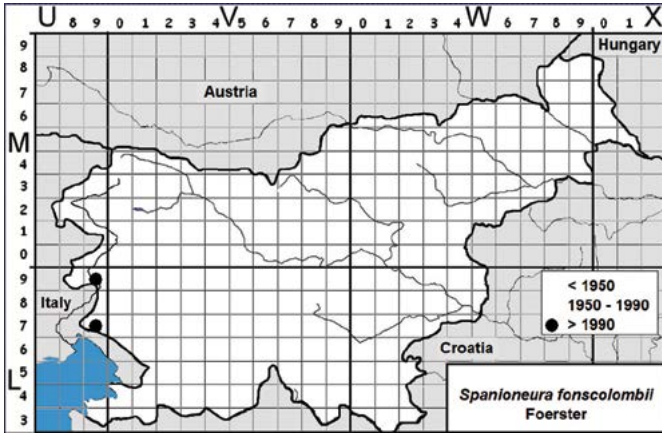 U 8 9 0 1 2 3 V 6 7 8 9 0 1 2 3 4 W 6 7 8 9 0 1 X
9
Hungary
8
Austria
7
6
M
4
3
2
1
0
9
< 1950
8
Italy
1950 - 1990
7
> 1990
6
Croatia
5
L
4
Spanioneura fonscolombii
Foerster
3